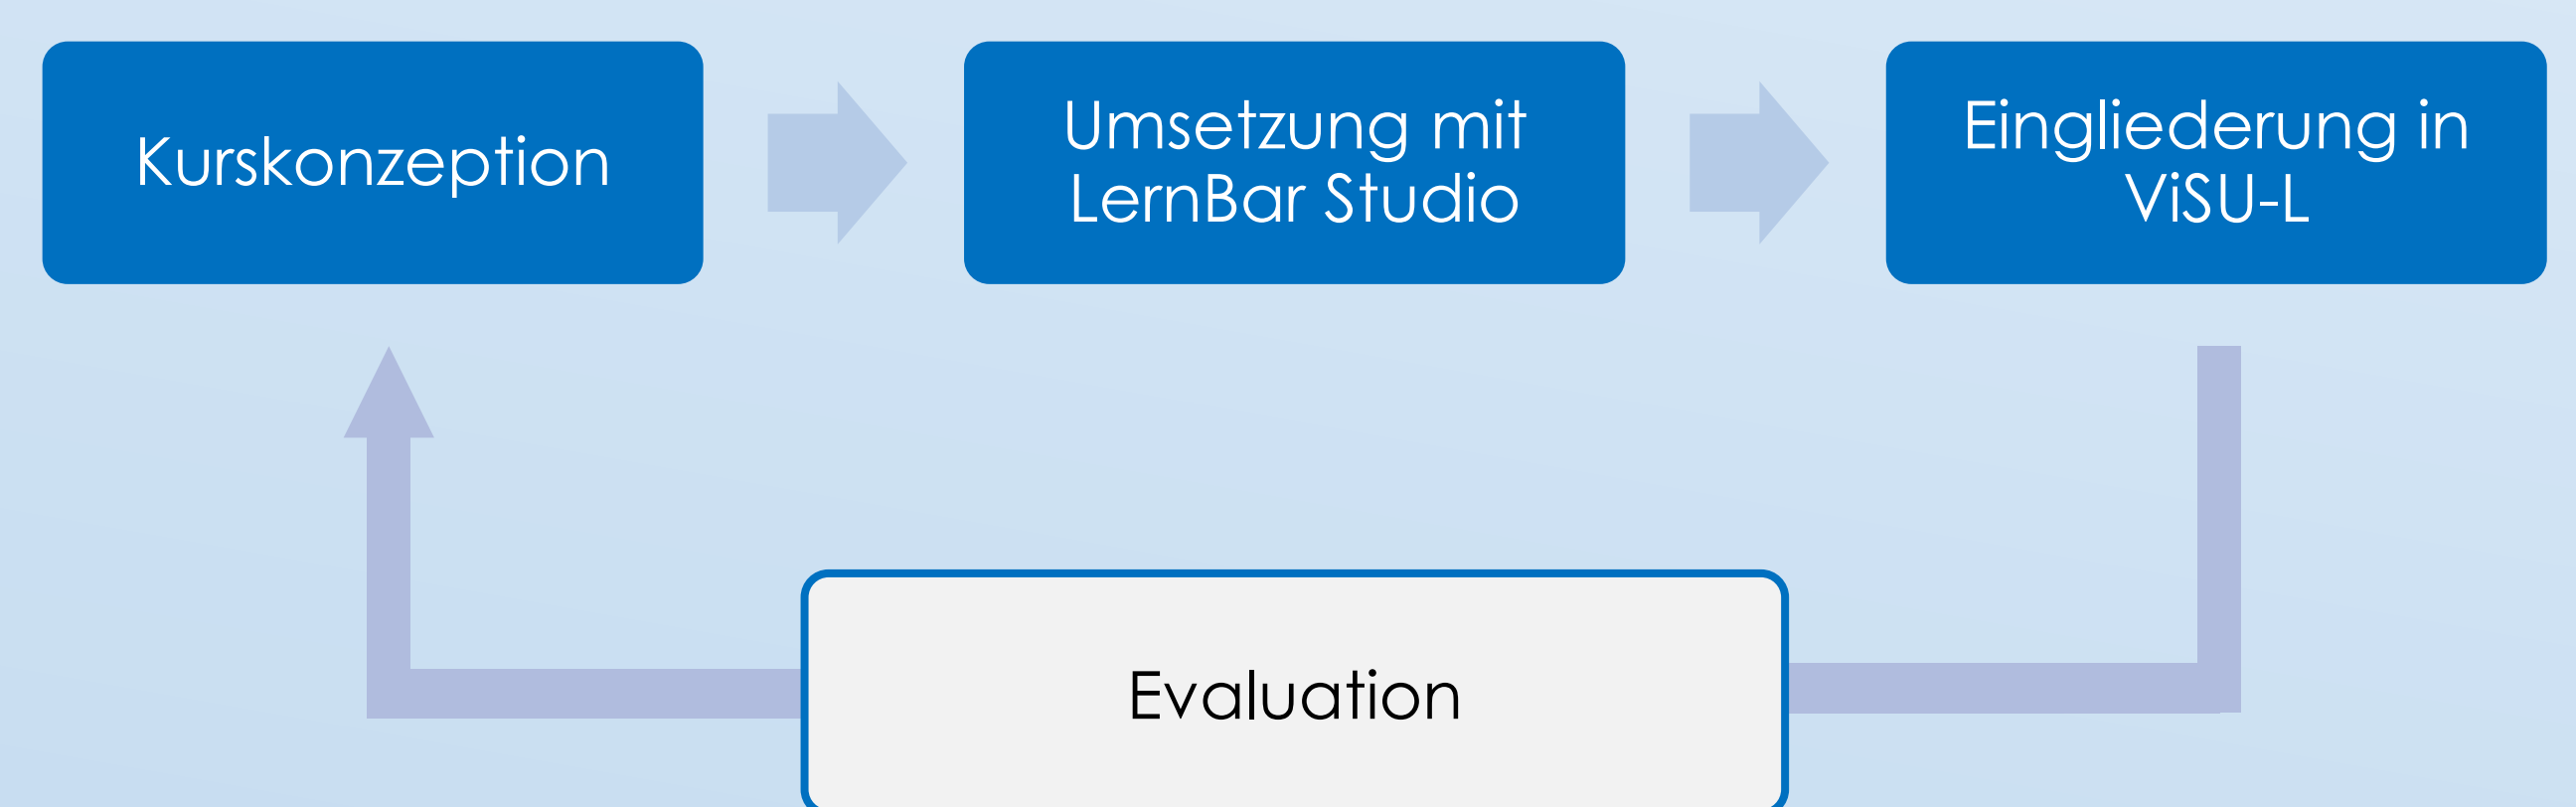 Kurskonzeption
Umsetzung mit
LernBar Studio
Eingliederung in
ViSU-L
Evaluation